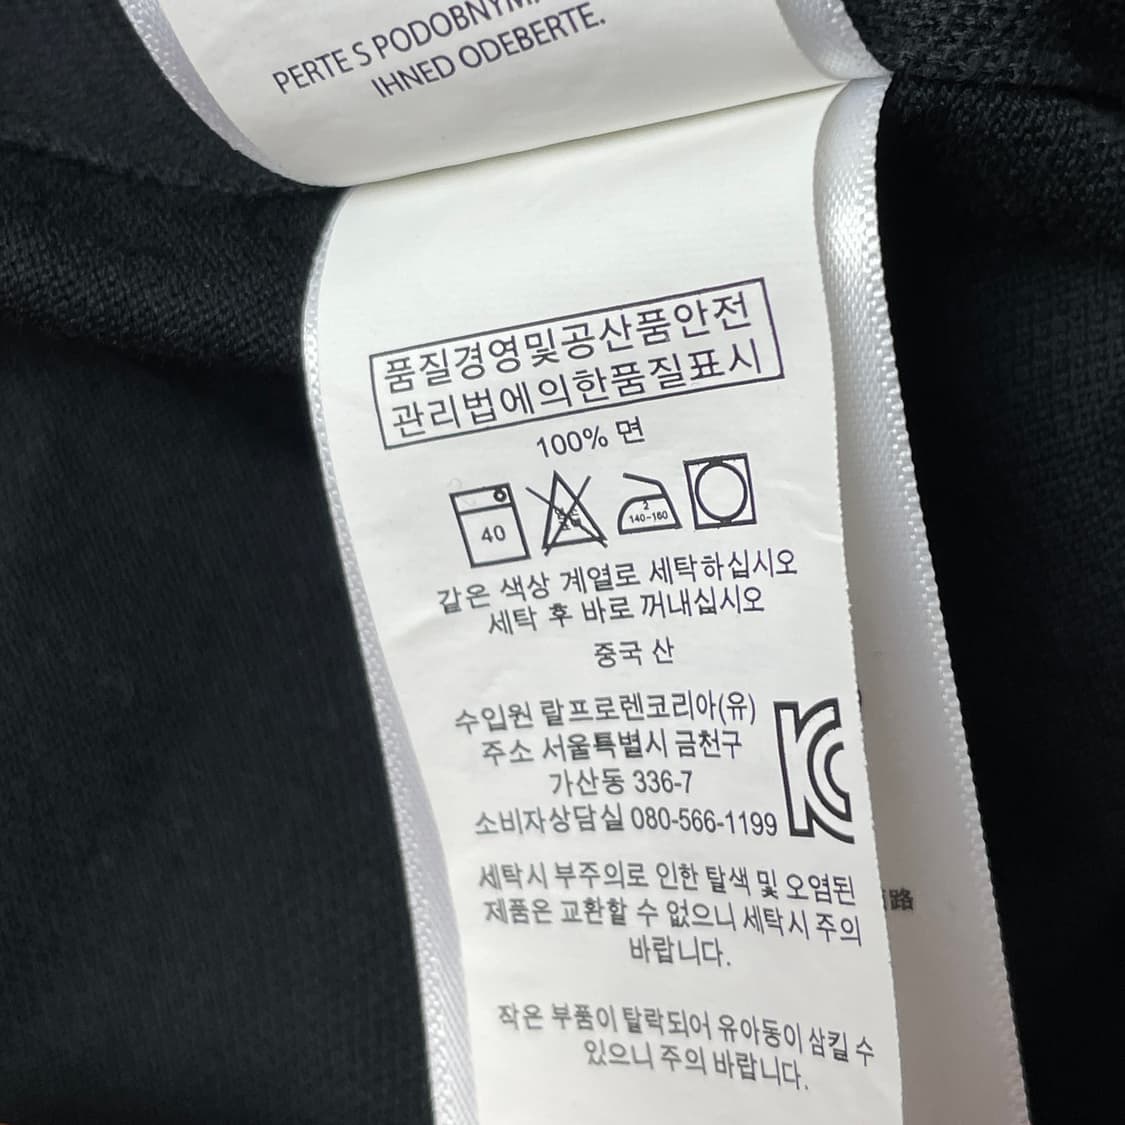 PERTE S PODOBNÝM
IHNED ODEBERTE.
품질경영및공산품안전
관리법에의한품질표시
100% 면
40
2
140-160
같은 색상 계열로 세탁하십시오
세탁 후 바로 꺼내십시오
중국 산
수입원 랄프로렌코리아(유)
주소 서울특별시 금천구
가산동 336-7
소비자상담실 080-566-1199
세탁시 부주의로 인한 탈색 및 오염된
제품은 교환할 수 없으니 세탁시 주의
바랍니다.
작은 부품이 탈락되어 유아동이 삼킬 수
있으니 주의 바랍니다.
路